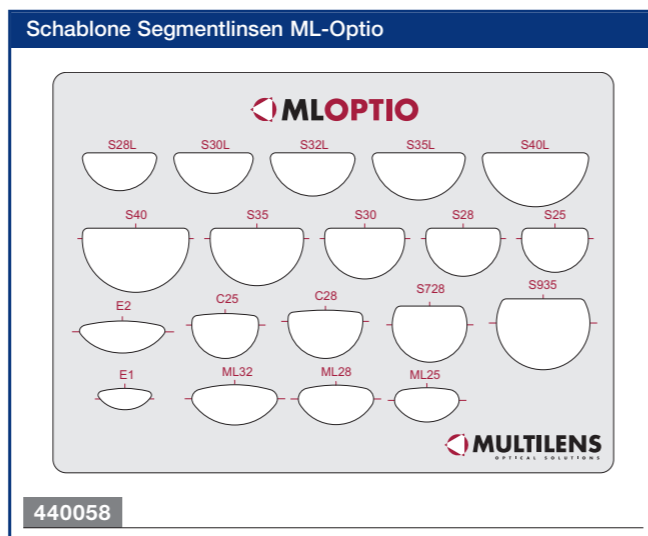 Schablone Segmentlinsen ML-Optio
MLOPTIO
S28L S30L S32L S35L S40L
S40 S35 S30 S28 S25
E2 C25 C28 S728 S935
E1 ML32 ML28 ML25
MULTILENS
OPTICAL SOLUTIONS
440058